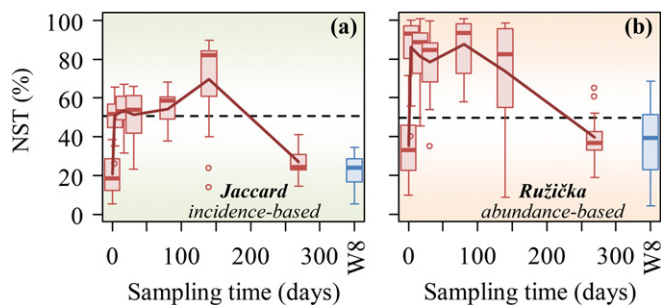 (a)
(b)
NST (%)
100
80
60
40
20
0
Jaccard
incidence-based
Ružička
abundance-based
0
100
200
300
W8
0
100
200
300
W8
Sampling time (days)
Sampling time (days)